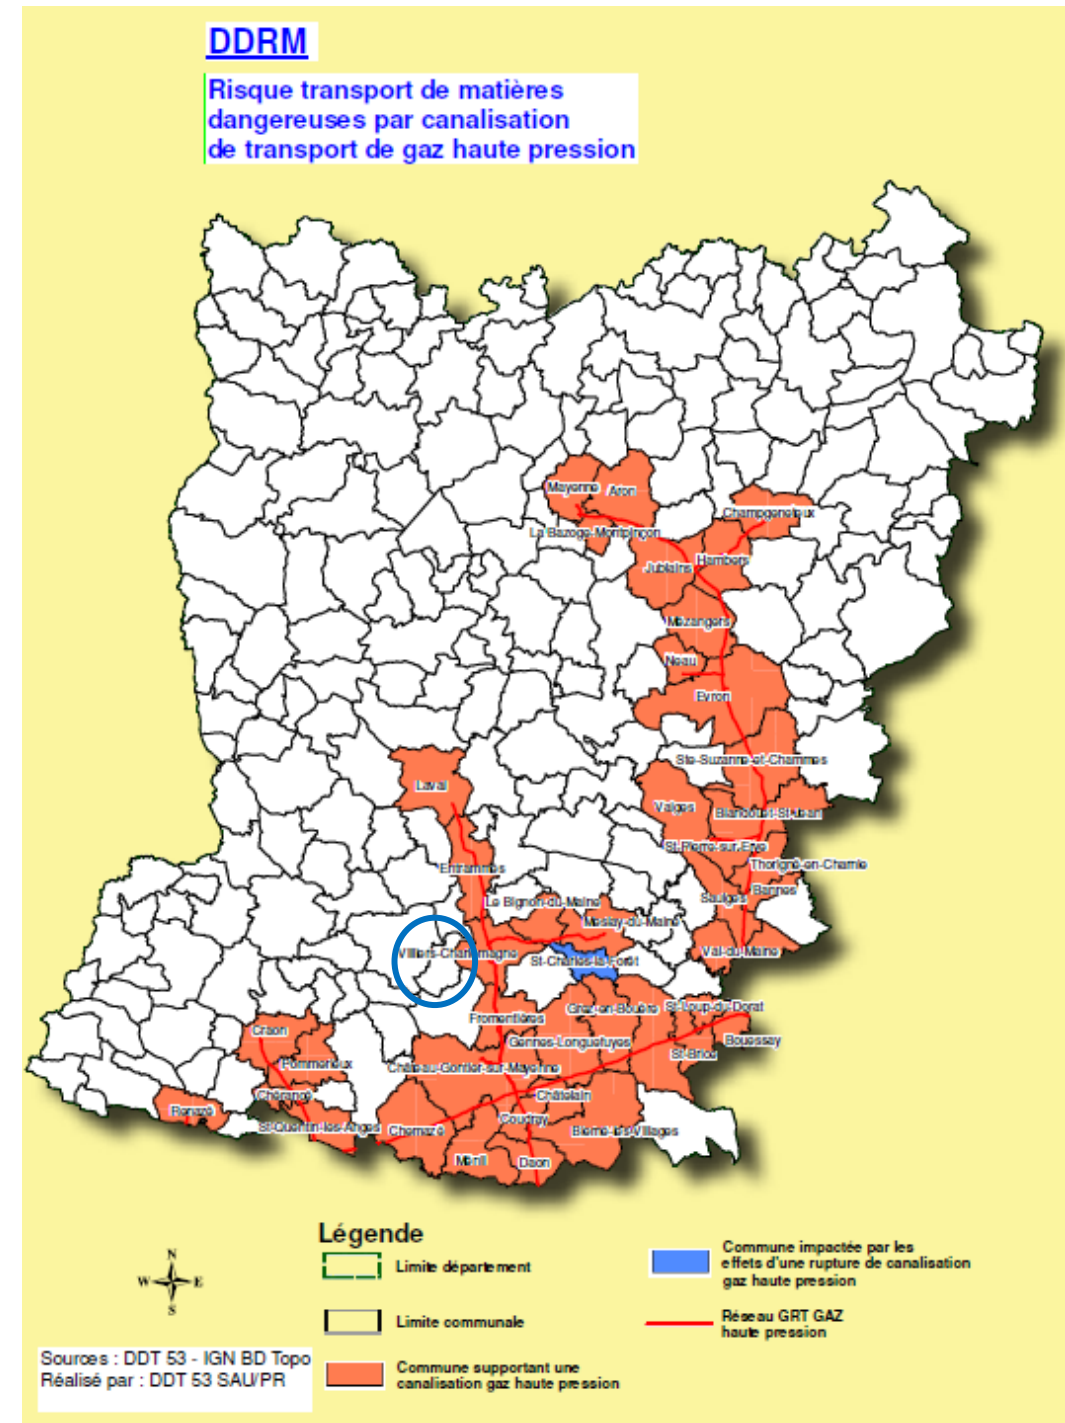 DDRM
Risque transport de matières
dangereuses par canalisation
de transport de gaz haute pression
Mayenne
Aron
Champgeneteux
La Bazoge-Montpinçon
Hambers
Jublains
Mézangers
Neau
Evron
Ste-Suzanne-et-Chammes
Laval
Vaiges
Blandouet-St-Jean
St-Pierre-sur-Erve
Thorigné-en-Charnie
Entrammes
Bannes
Saulges
Le Bignon-du-Maine
Meslay-du-Maine
Villiers-Charlemagne
Val-du-Maine
St-Charles-la-Forêt
Grez-en-Bouère
St-Loup-du-Dorat
Fromentières
Craon
Gennes-Longuefuyes
Bouessay
St-Brice
Pommerieux
Château-Gontier-sur-Mayenne
Chérancé
Châtelain
Renazé
Coudray
St-Quentin-les-Anges
Chemazé
Bierné-les-Villages
Ménil
Daon
Légende
N
W
E
S
Limite département
Limite communale
Commune supportant une
canalisation gaz haute pression
Commune impactée par les
effets d'une rupture de canalisation
gaz haute pression
Réseau GRT GAZ
haute pression
Sources : DDT 53 - IGN BD Topo
Réalisé par : DDT 53 SAU/PR